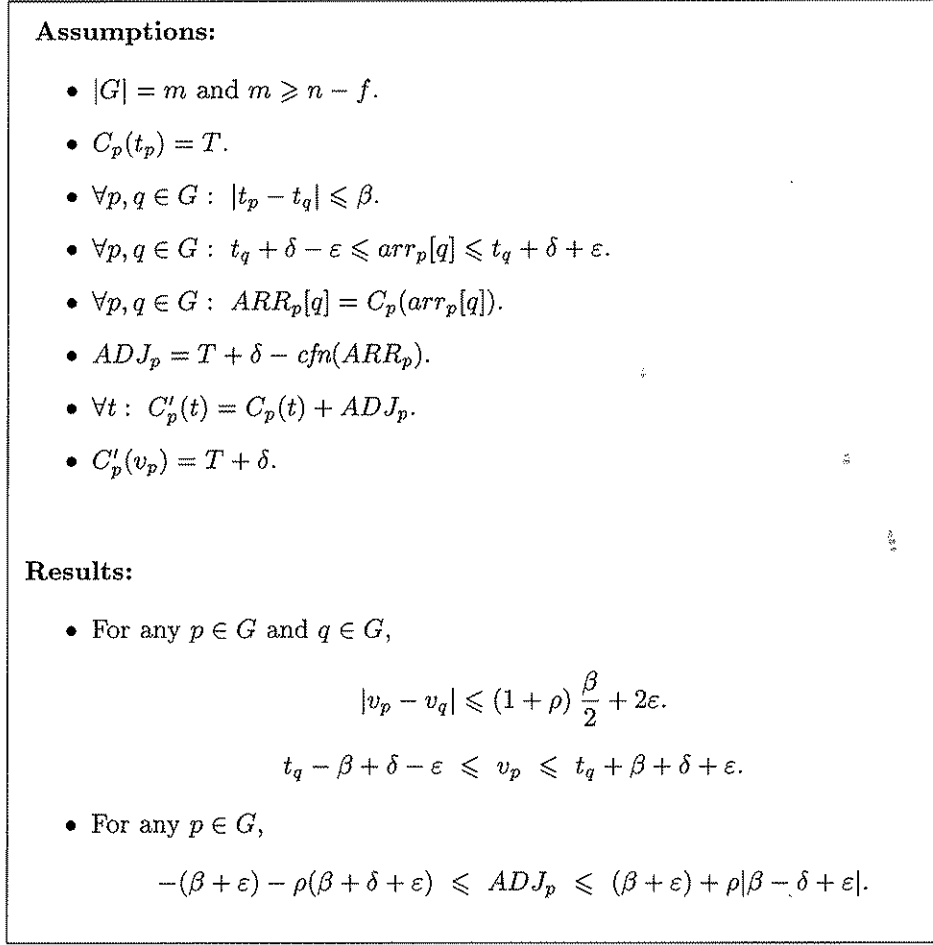 Assumptions:
• |G| = m and m ⩾ n − f.
• C_p(t_p) = T.
• ∀p, q ∈ G : |t_p − t_q| ⩽ β.
• ∀p, q ∈ G : t_q + δ − ε ⩽ arr_p[q] ⩽ t_q + δ + ε.
• ∀p, q ∈ G : ARR_p[q] = C_p(arr_p[q]).
• ADJ_p = T + δ − cfn(ARR_p).
• ∀t : C′_p(t) = C_p(t) + ADJ_p.
• C′_p(v_p) = T + δ.
Results:
• For any p ∈ G and q ∈ G,
|v_p − v_q| ⩽ (1 + ρ) β/2 + 2ε.
t_q − β + δ − ε ⩽ v_p ⩽ t_q + β + δ + ε.
• For any p ∈ G,
−(β + ε) − ρ(β + δ + ε) ⩽ ADJ_p ⩽ (β + ε) + ρ|β − δ + ε|.